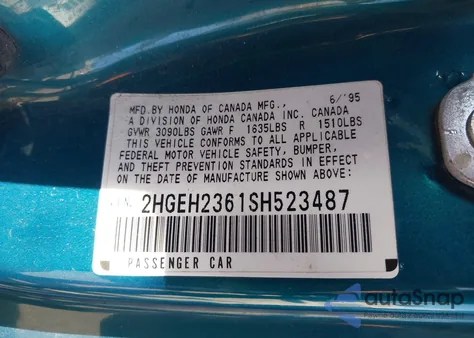 MFD.BY HONDA OF CANADA MFG., 6/'95
A DIVISION OF HONDA CANADA INC. CANADA
GVWR 3090LBS GAWR F 1635LBS R 1510LBS
THIS VEHICLE CONFORMS TO ALL APPLICABLE
FEDERAL MOTOR VEHICLE SAFETY, BUMPER,
AND THEFT PREVENTION STANDARDS IN EFFECT
ON THE DATE OF MANUFACTURE SHOWN ABOVE:
2HGEH2361SH523487
PASSENGER CAR
autoSnap